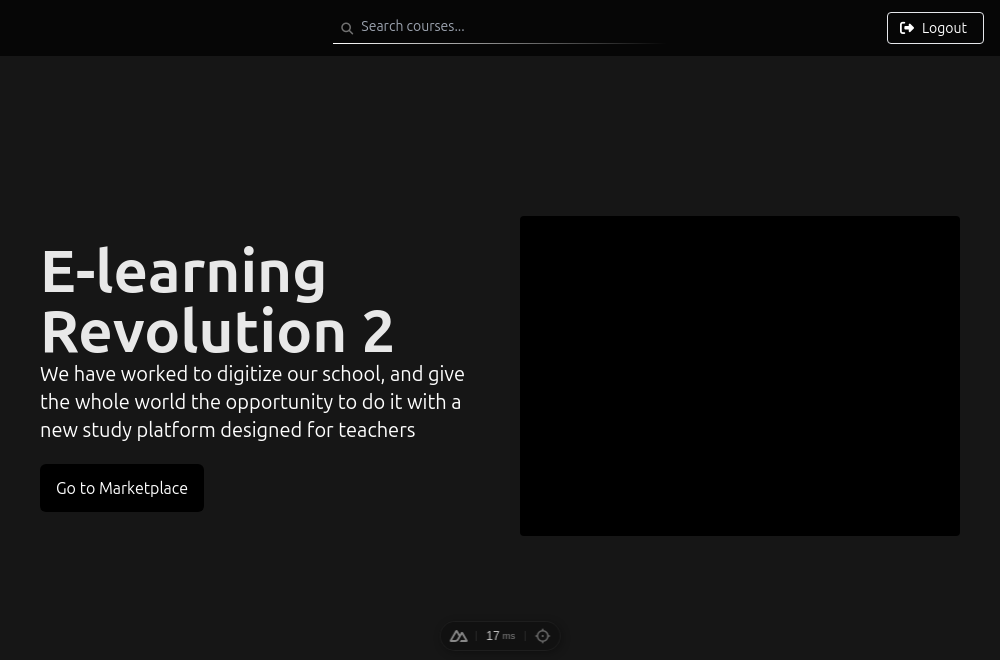 Search courses...
Logout
E-learning
Revolution 2
We have worked to digitize our school, and give
the whole world the opportunity to do it with a
new study platform designed for teachers
Go to Marketplace
17 ms